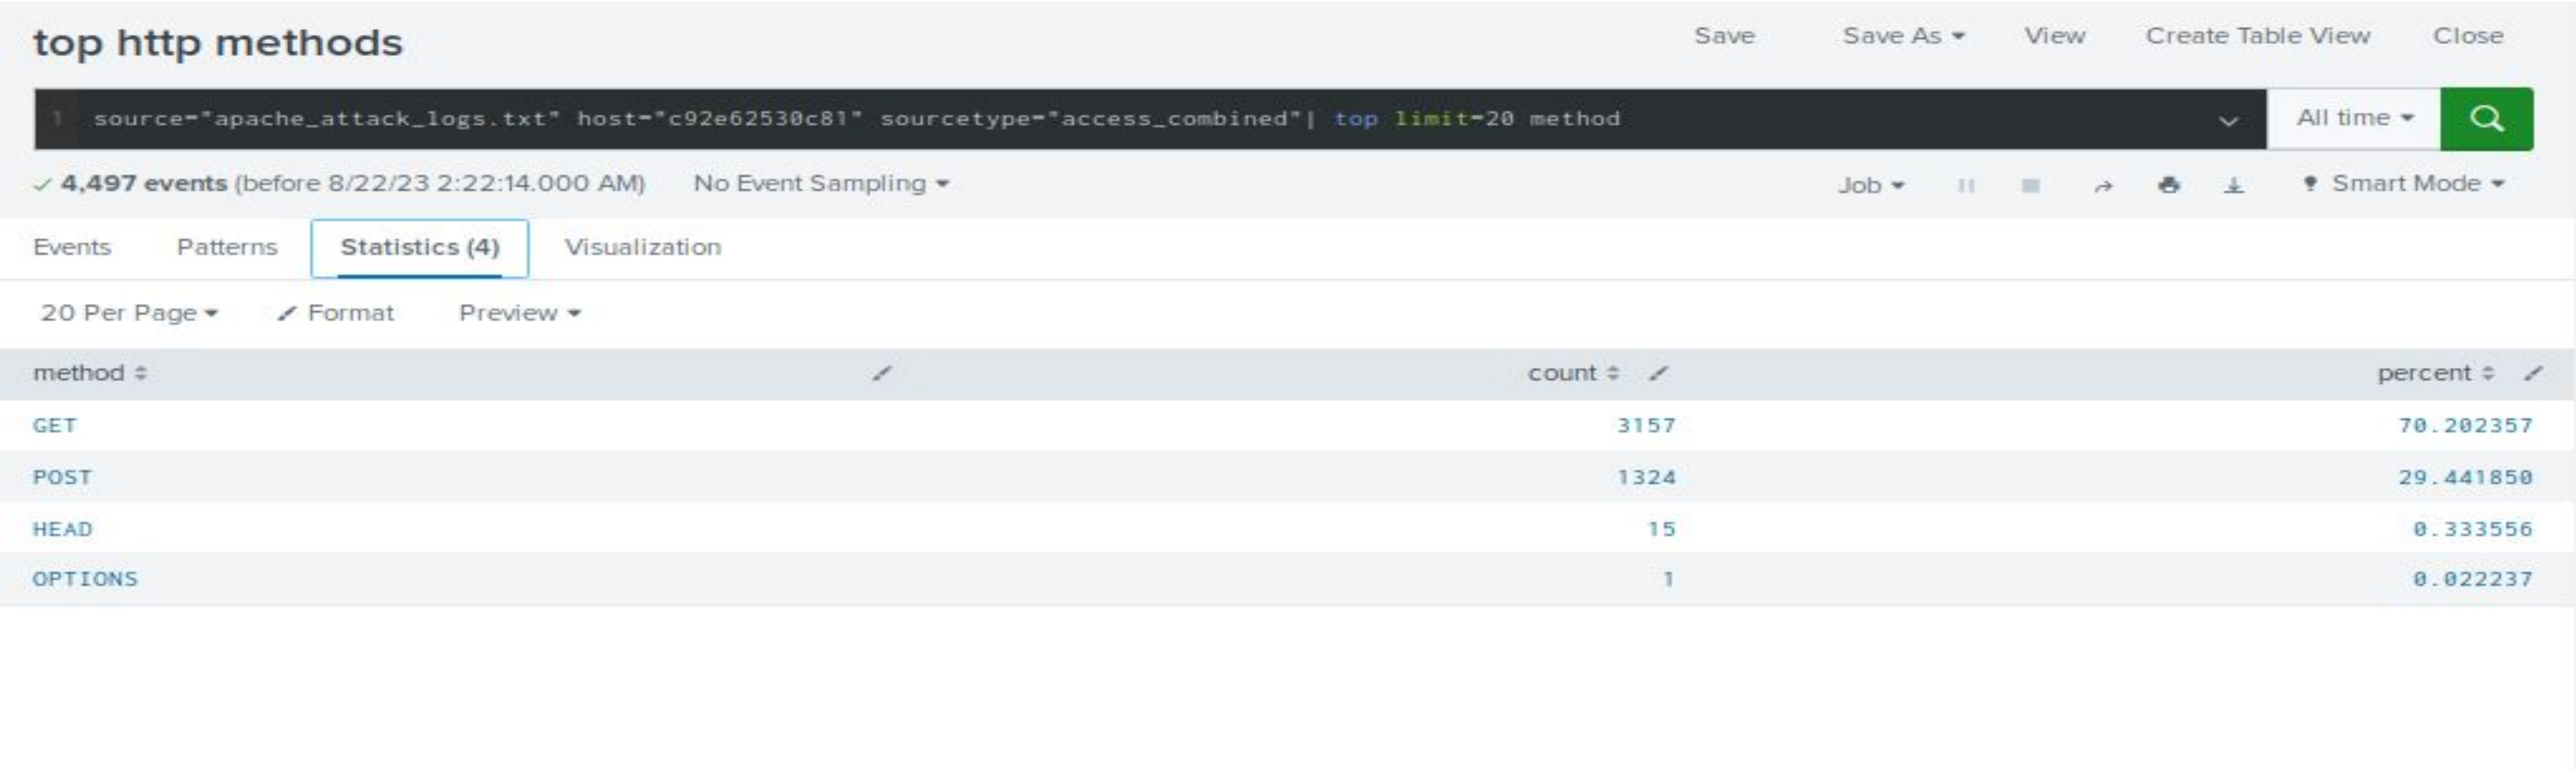 top http methods
Save Save As View Create Table View Close
1 source="apache_attack_logs.txt" host="c92e62530c81" sourcetype="access_combined"| top limit=20 method
All time
4,497 events (before 8/22/23 2:22:14.000 AM) No Event Sampling
Job Smart Mode
Events Patterns Statistics (4) Visualization
20 Per Page Format Preview
method count percent
GET 3157 70.202357
POST 1324 29.441850
HEAD 15 0.333556
OPTIONS 1 0.022237